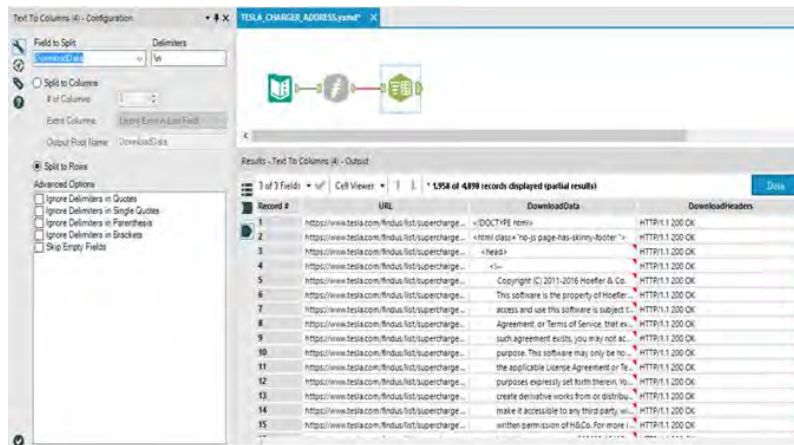 Text To Columns (4) - Configuration
Field to Split
Delimiters
DownloadData
\n
Split to Columns
# of Columns
Extra Columns
Leave Extra in Last Field
Output Root Name
DownloadData
Split to Rows
Advanced Options
Ignore Delimiters in Quotes
Ignore Delimiters in Single Quotes
Ignore Delimiters in Parenthesis
Ignore Delimiters in Brackets
Skip Empty Fields
TESLA_CHARGER_ADDRESS.yxmd*
Results - Text To Columns (4) - Output
3 of 3 Fields Cell Viewer * 1,958 of 4,898 records displayed (partial results) Data
Record # URL DownloadData DownloadHeaders
1 https://www.tesla.com/findus/list/supercharge... <!DOCTYPE html> HTTP/1.1 200 OK
2 https://www.tesla.com/findus/list/supercharge... <html class="no-js page-has-skinny-footer "> HTTP/1.1 200 OK
3 https://www.tesla.com/findus/list/supercharge... <head> HTTP/1.1 200 OK
4 https://www.tesla.com/findus/list/supercharge... <!-- HTTP/1.1 200 OK
5 https://www.tesla.com/findus/list/supercharge... Copyright (C) 2011-2016 Hoefler & Co. HTTP/1.1 200 OK
6 https://www.tesla.com/findus/list/supercharge... This software is the property of Hoefler... HTTP/1.1 200 OK
7 https://www.tesla.com/findus/list/supercharge... access and use this software is subject t... HTTP/1.1 200 OK
8 https://www.tesla.com/findus/list/supercharge... Agreement, or Terms of Service, that ex... HTTP/1.1 200 OK
9 https://www.tesla.com/findus/list/supercharge... such agreement exists, you may not ac... HTTP/1.1 200 OK
10 https://www.tesla.com/findus/list/supercharge... purpose. This software may only be ho... HTTP/1.1 200 OK
11 https://www.tesla.com/findus/list/supercharge... the applicable License Agreement or Te... HTTP/1.1 200 OK
12 https://www.tesla.com/findus/list/supercharge... purposes expressly set forth therein. Yo... HTTP/1.1 200 OK
13 https://www.tesla.com/findus/list/supercharge... create derivative works from or distribu... HTTP/1.1 200 OK
14 https://www.tesla.com/findus/list/supercharge... make it accessible to any third party, wi... HTTP/1.1 200 OK
15 https://www.tesla.com/findus/list/supercharge... written permission of H&Co. For more i... HTTP/1.1 200 OK